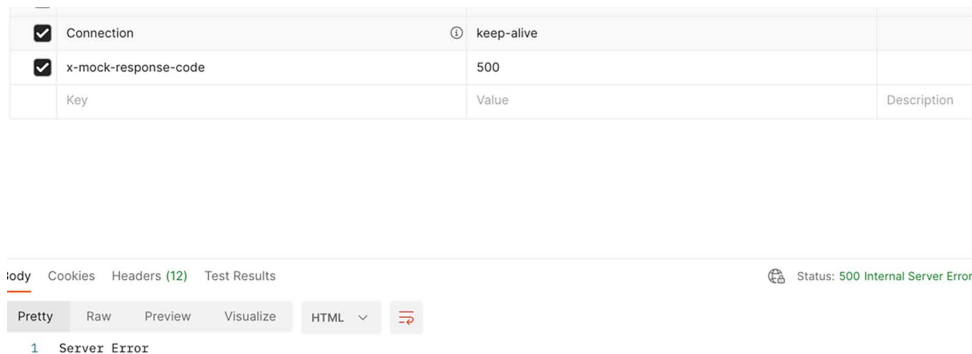 Connection keep-alive
x-mock-response-code 500
Key Value Description
Body Cookies Headers (12) Test Results Status: 500 Internal Server Error
Pretty Raw Preview Visualize HTML
1 Server Error